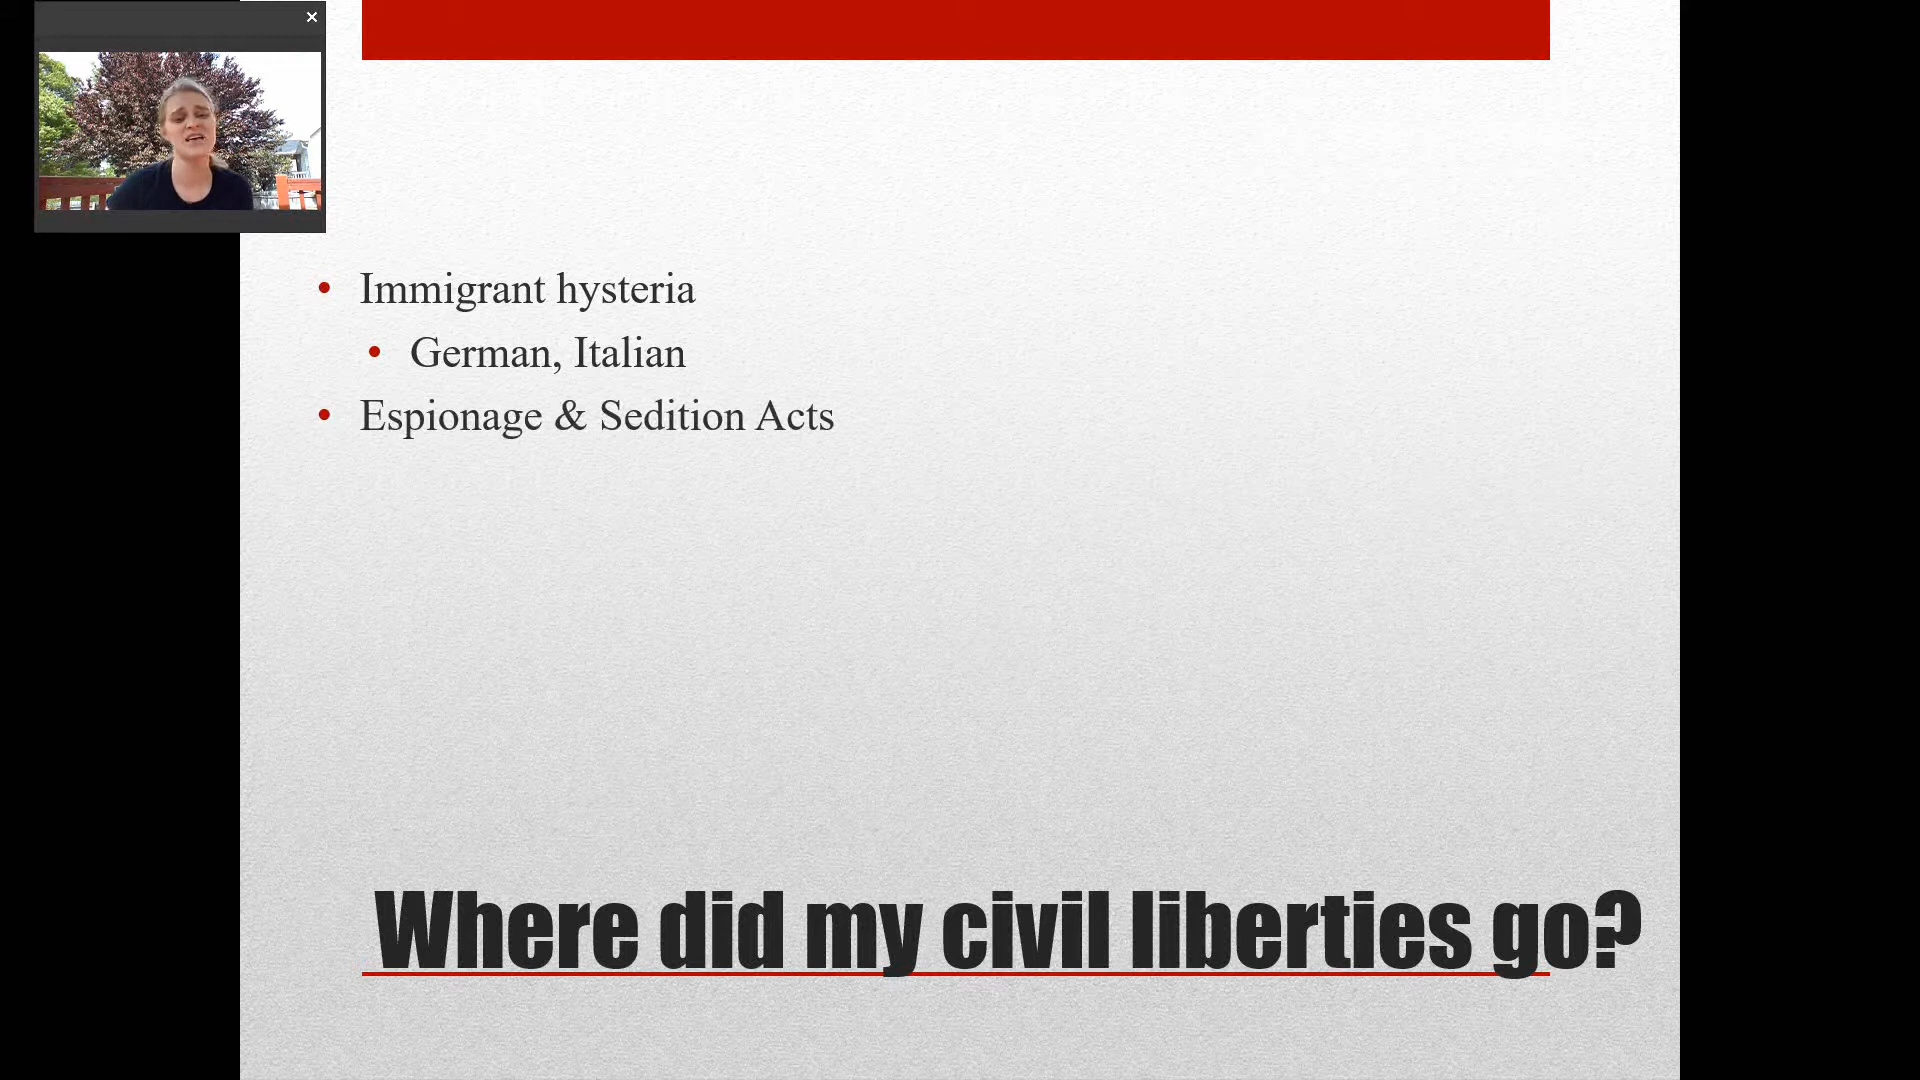 Immigrant hysteria
German, Italian
Espionage & Sedition Acts
Where did my civil liberties go?